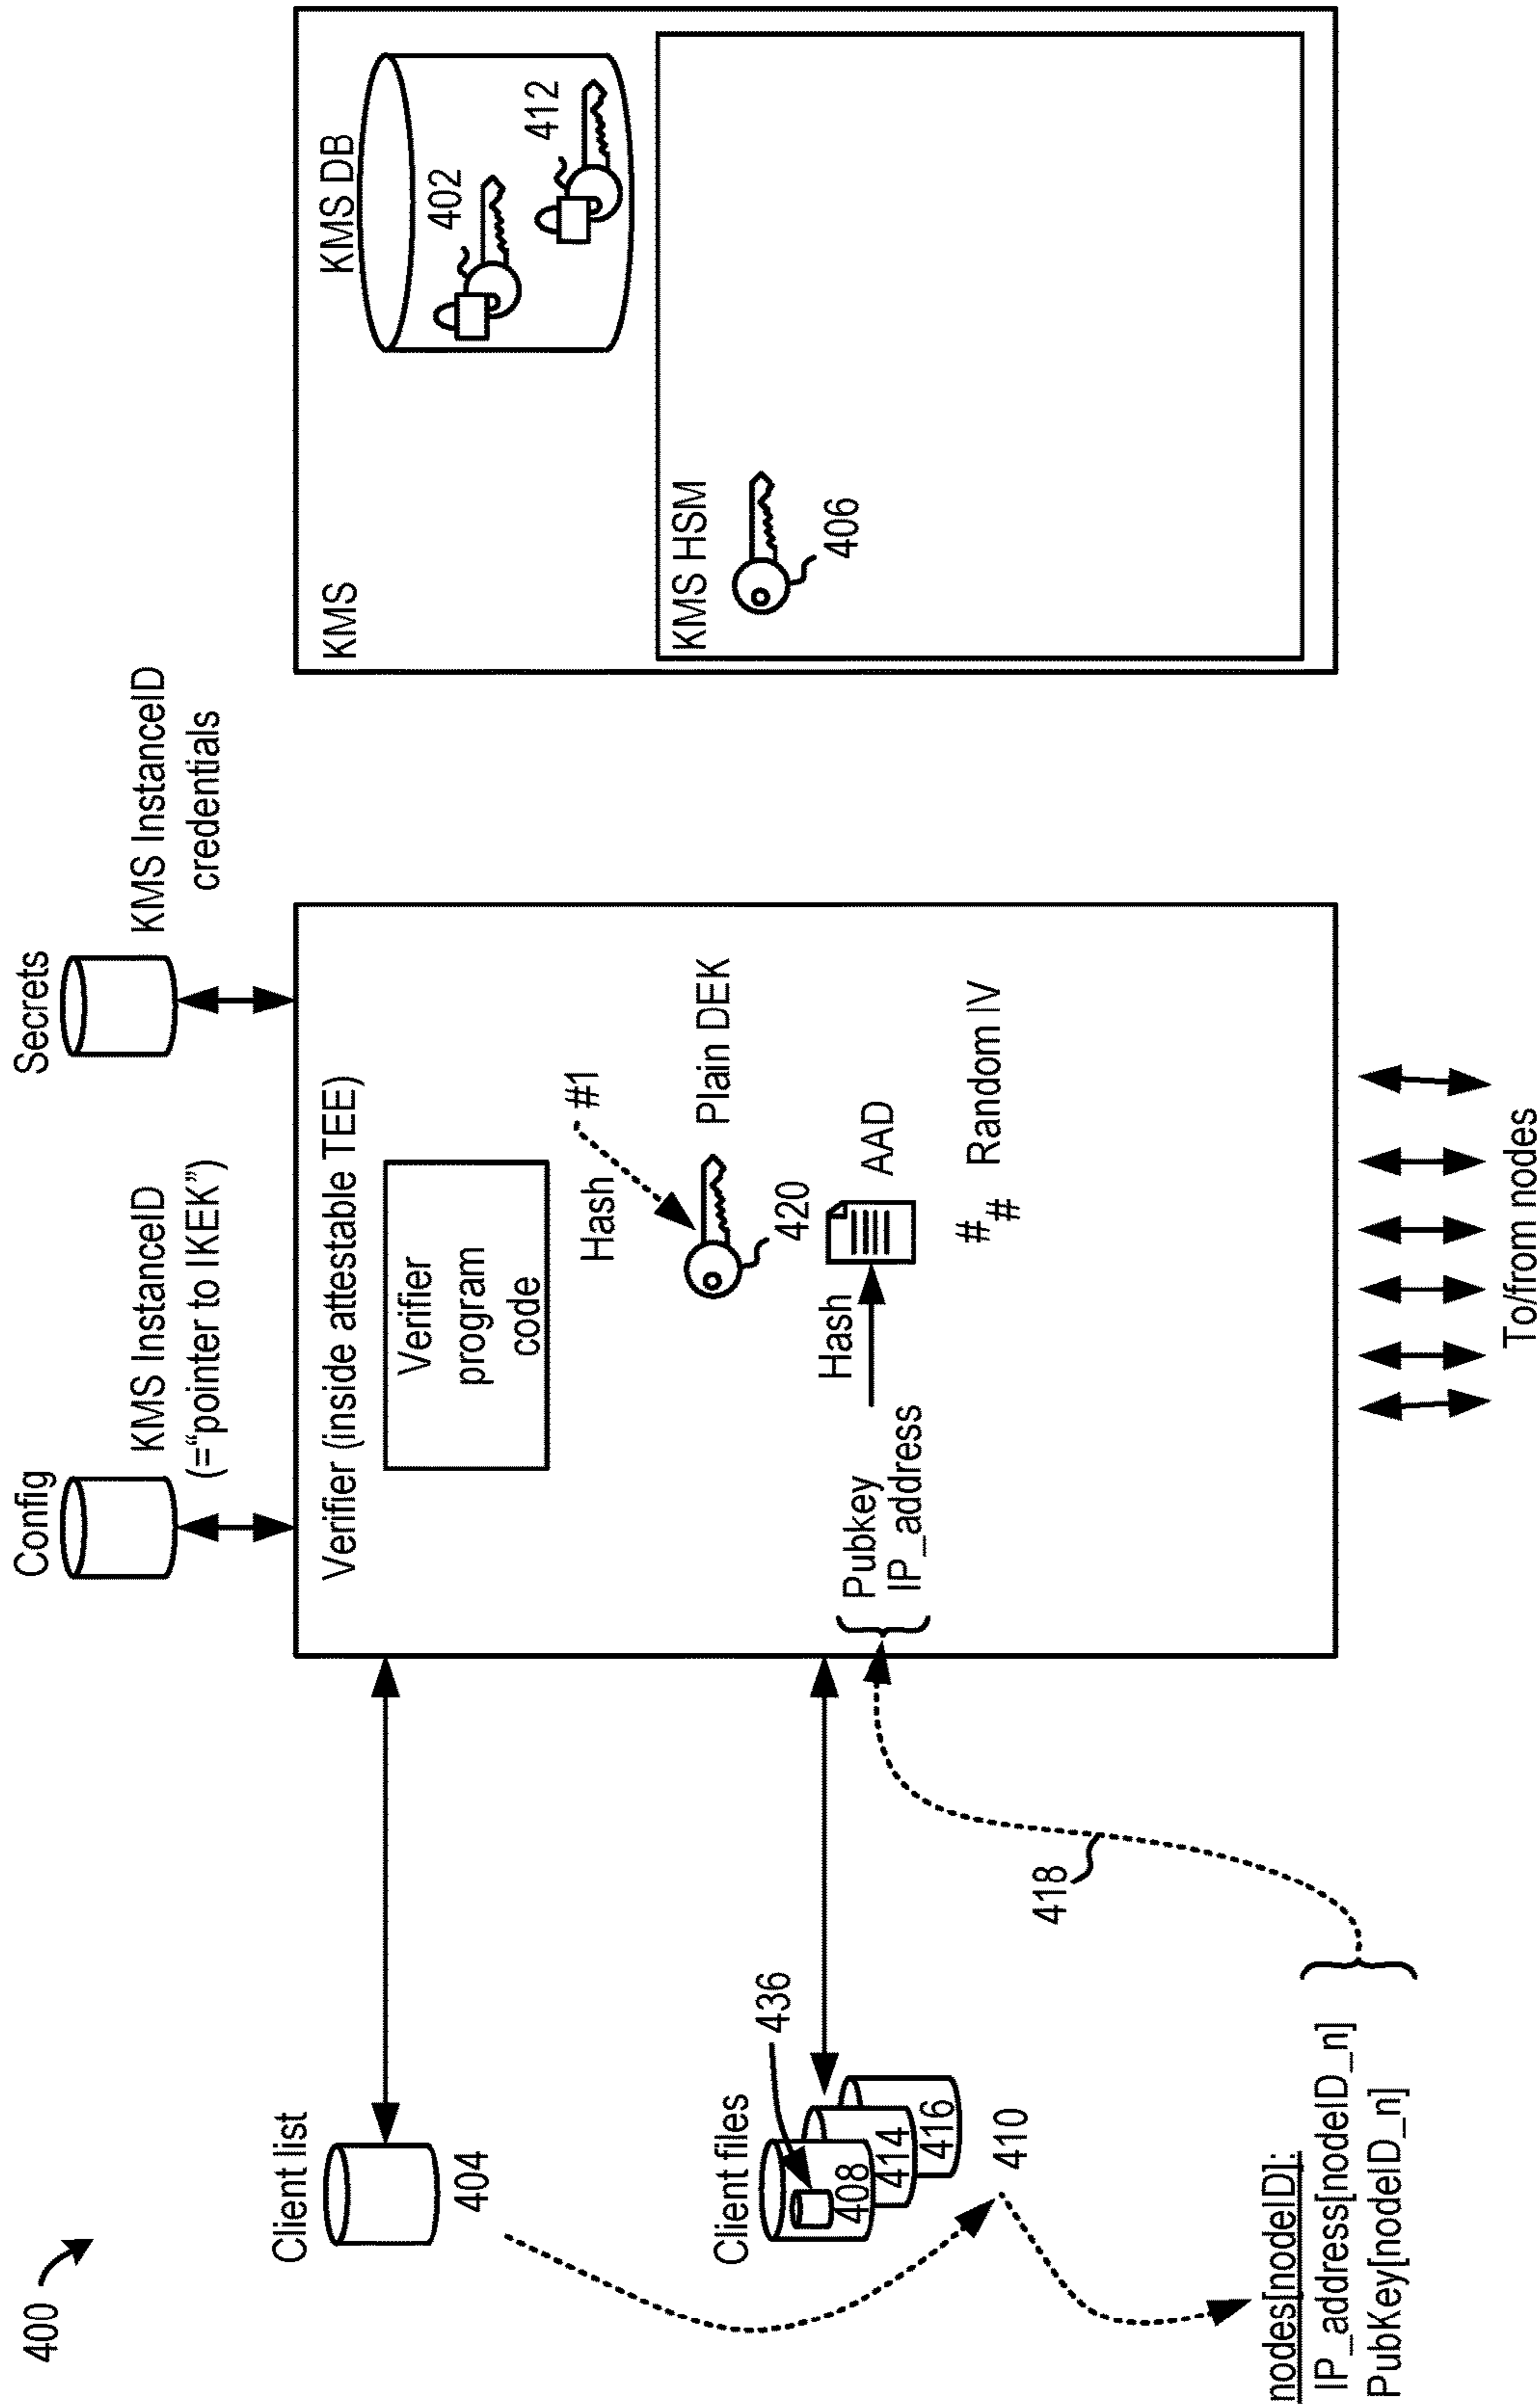 400
Config
KMS InstanceID
(="pointer to IKEK”)
Secrets
KMS InstanceID
credentials
Client list
404
Verifier (inside attestable TEE)
Verifier
program
code
Hash
#1
Plain DEK
420
Pubkey
IP_address
Hash
AAD
#
#
Random IV
KMS
KMS DB
402
412
KMS HSM
406
Client files
436
408
414
416
410
418
nodes[nodeID]:
IP_address[nodeID_n]
PubKey[nodeID_n]
To/from nodes